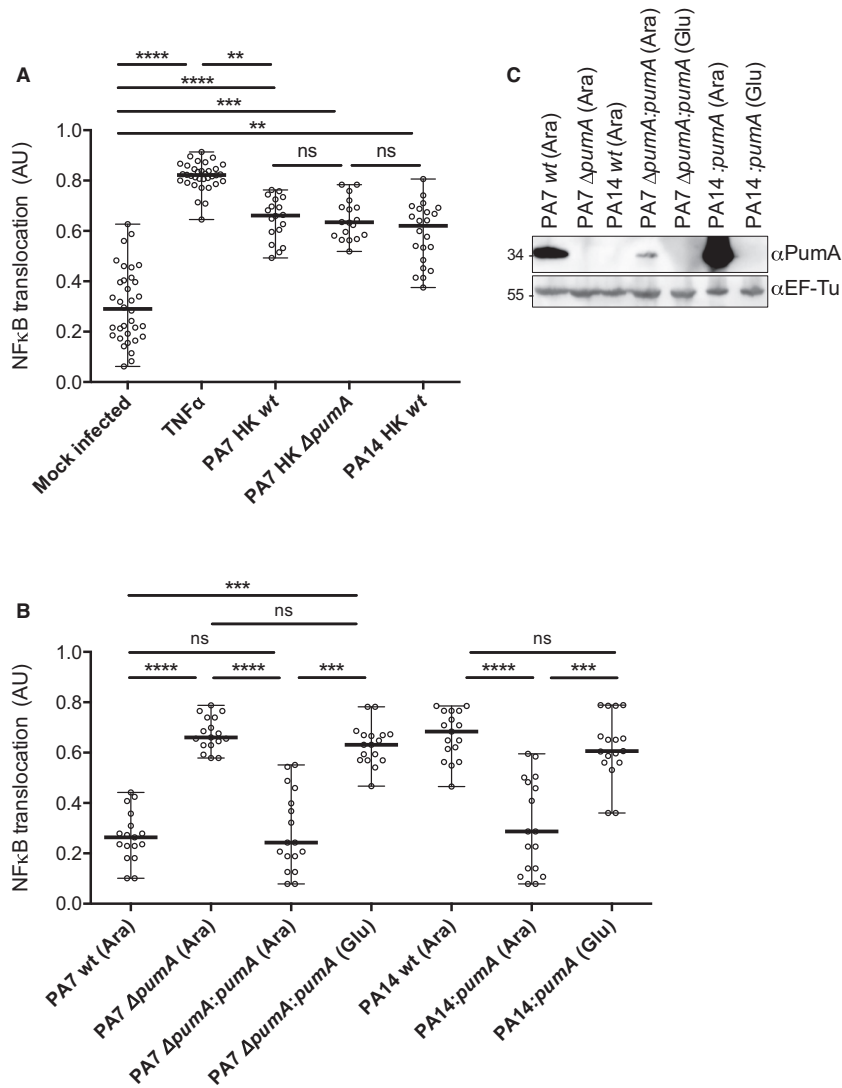 A
**** **
****
***
**
ns ns
NFκB translocation (AU)
1.0
0.8
0.6
0.4
0.2
0.0
Mock infected
TNFα
PA7 HK wt
PA7 HK ΔpumA
PA14 HK wt
C
PA7 wt (Ara)
PA7 ΔpumA (Ara)
PA14 wt (Ara)
PA7 ΔpumA:pumA (Ara)
PA7 ΔpumA:pumA (Glu)
PA14 :pumA (Ara)
PA14 :pumA (Glu)
34
αPumA
55
αEF-Tu
B
***
ns
ns ns
**** **** *** **** ***
NFκB translocation (AU)
1.0
0.8
0.6
0.4
0.2
0.0
PA7 wt (Ara)
PA7 ΔpumA (Ara)
PA7 ΔpumA:pumA (Ara)
PA7 ΔpumA:pumA (Glu)
PA14 wt (Ara)
PA14:pumA (Ara)
PA14:pumA (Glu)